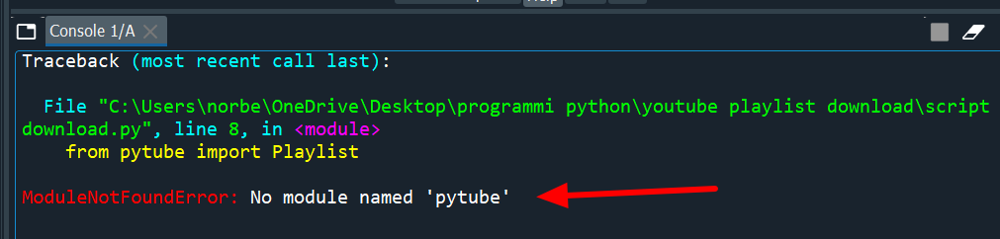 Help
Console 1/A
Traceback (most recent call last):
File "C:\Users\norbe\OneDrive\Desktop\programmi python\youtube playlist download\script
download.py", line 8, in <module>
from pytube import Playlist
ModuleNotFoundError: No module named 'pytube'